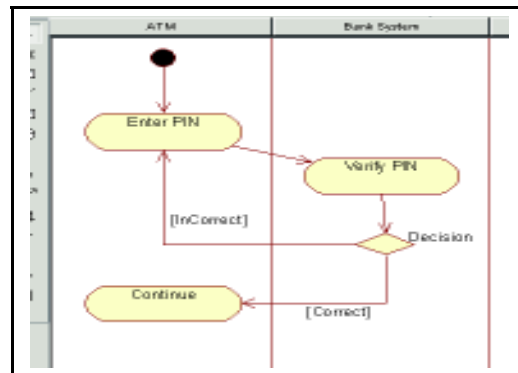 ATM
Bank System
Enter PIN
Verify PIN
[InCorrect]
Decision
Continue
[Correct]